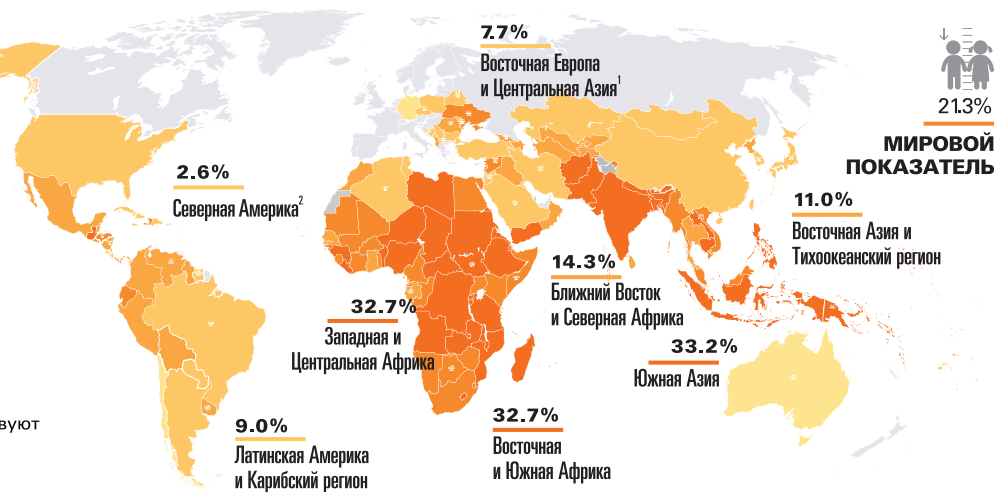 7.7%
Восточная Европа
и Центральная Азия¹
21.3%
МИРОВОЙ
ПОКАЗАТЕЛЬ
2.6%
Северная Америка²
11.0%
Восточная Азия и
Тихоокеанский регион
14.3%
Ближний Восток
и Северная Африка
32.7%
Западная и
Центральная Африка
33.2%
Южная Азия
9.0%
Латинская Америка
и Карибский регион
32.7%
Восточная
и Южная Африка
вуют